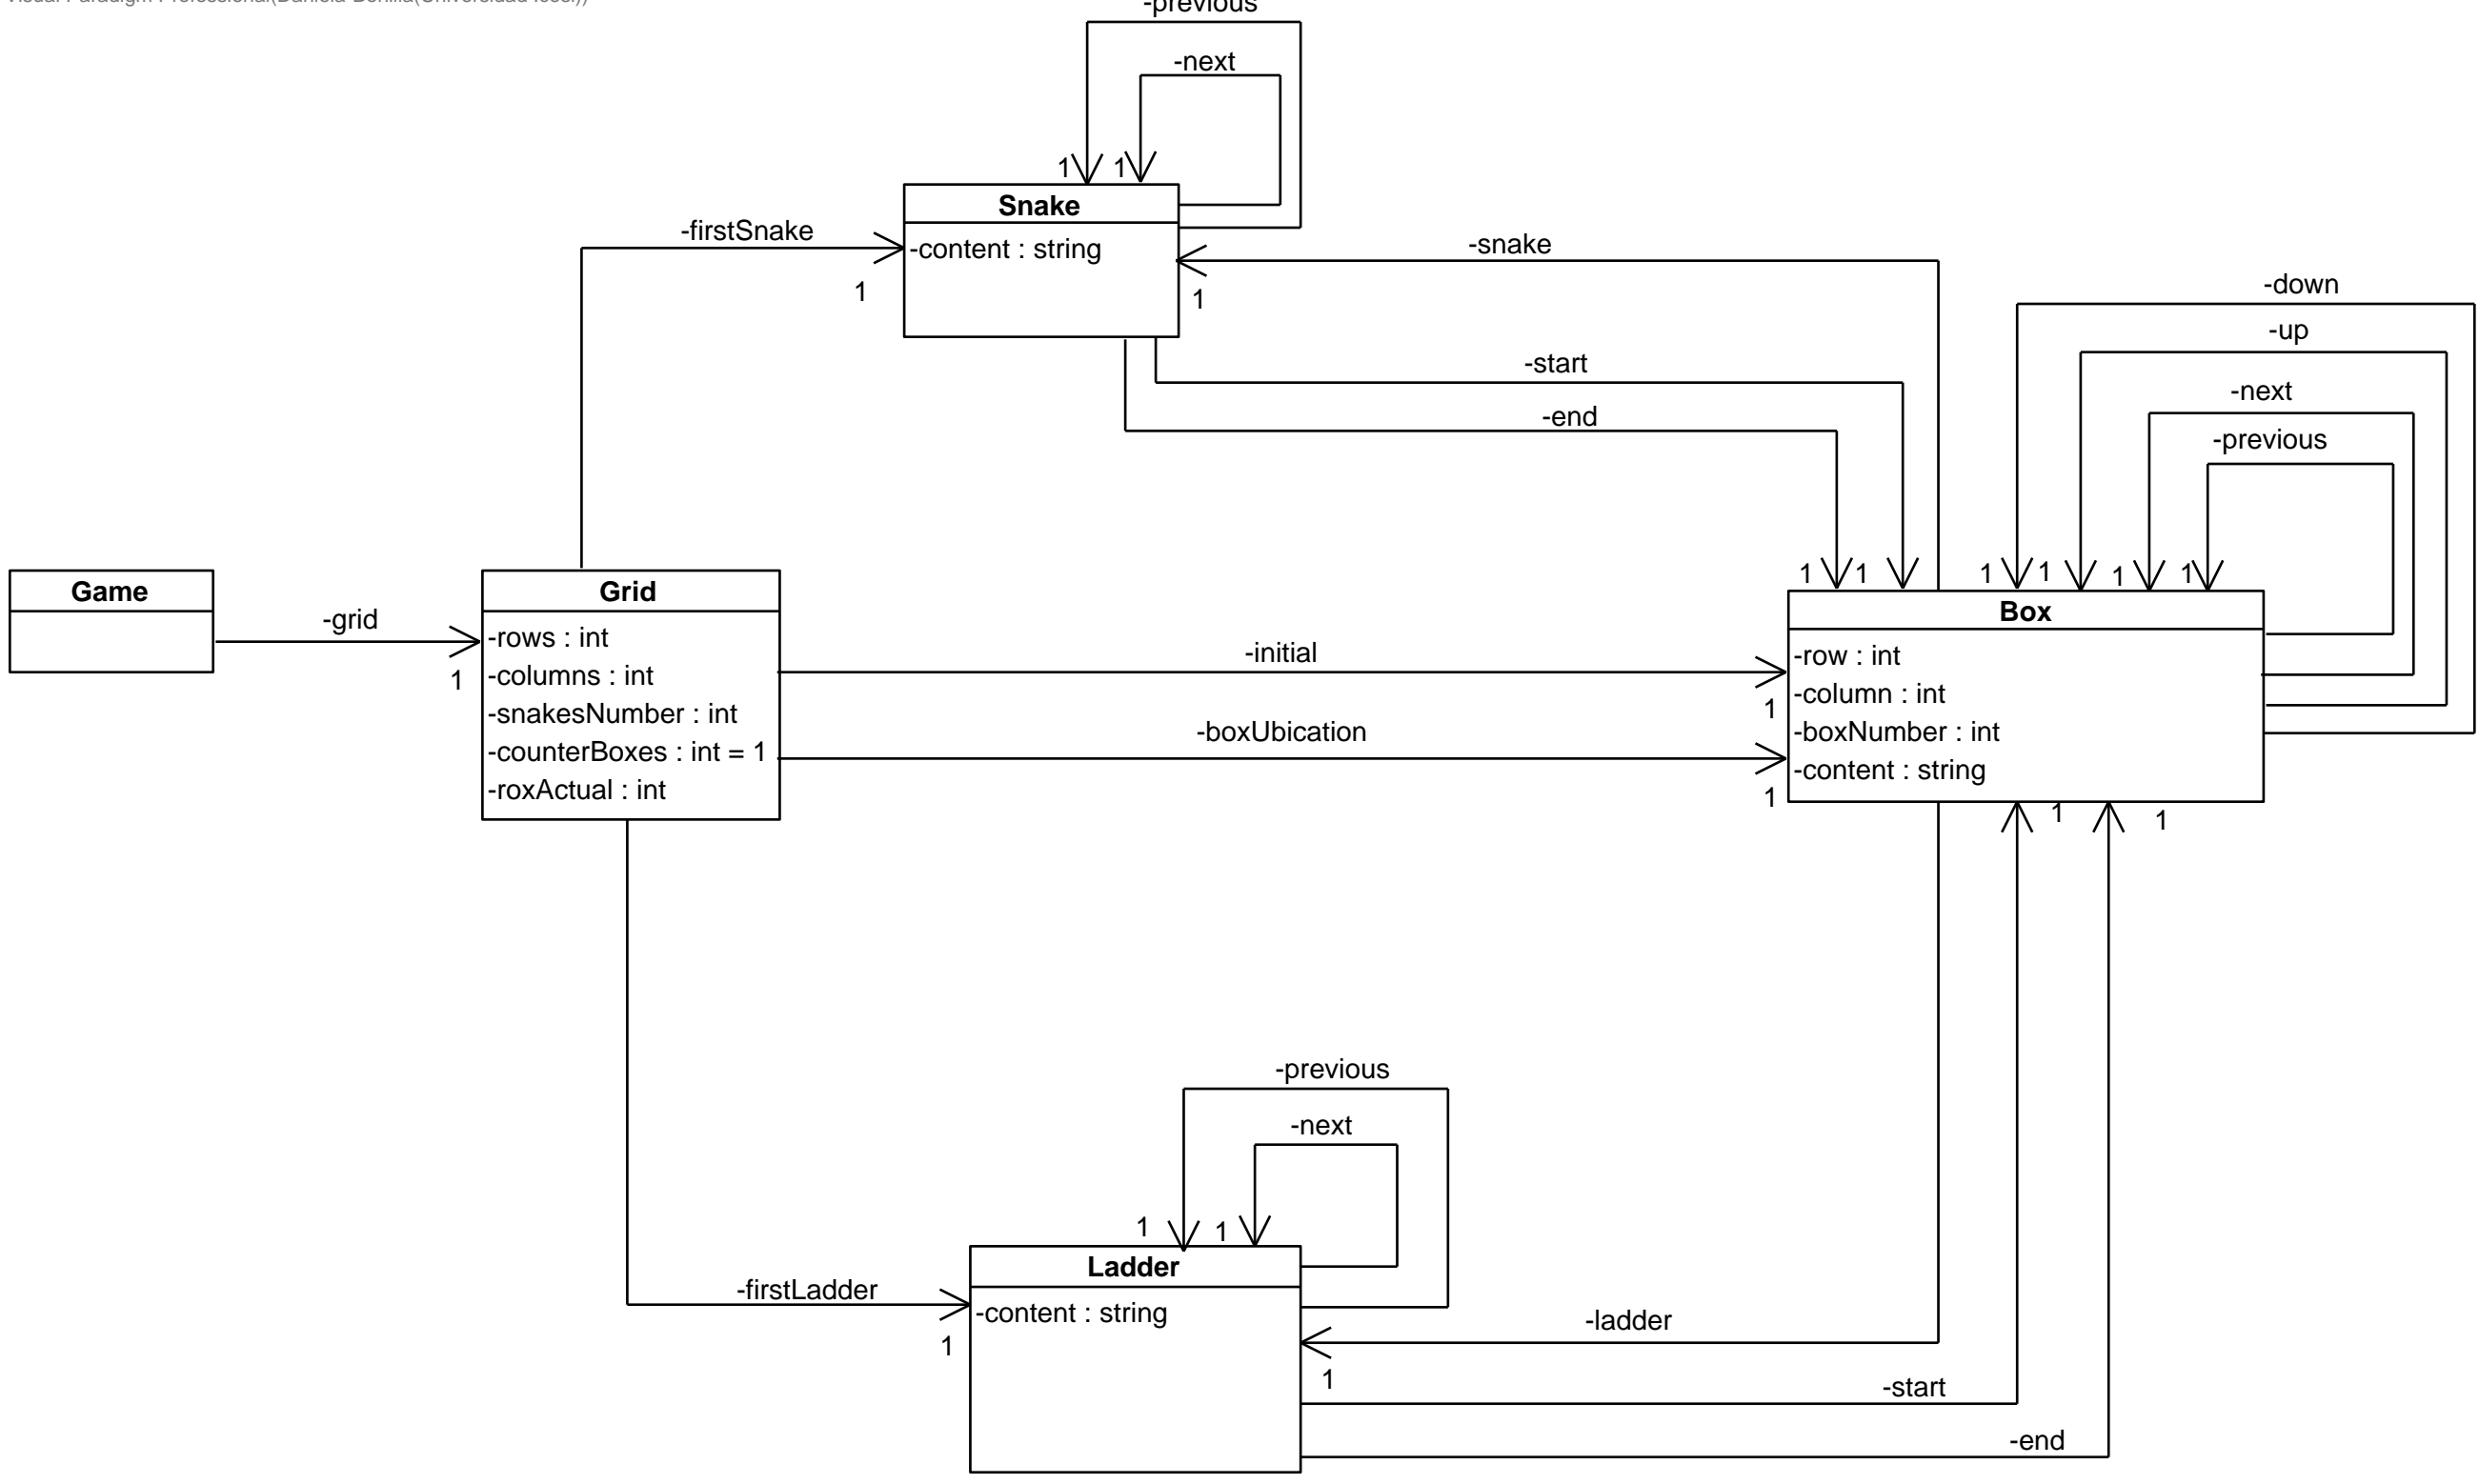 -previous
-next
1
1
Snake
-content : string
-firstSnake
1
-snake
1
-start
-end
-down
-up
-next
-previous
1
1
1
1
1
1
Game
-grid
1
Grid
-rows : int
-columns : int
-snakesNumber : int
-counterBoxes : int = 1
-roxActual : int
-initial
1
-boxUbication
1
Box
-row : int
-column : int
-boxNumber : int
-content : string
1
1
-previous
-next
1
1
Ladder
-content : string
-firstLadder
1
-ladder
1
-start
-end